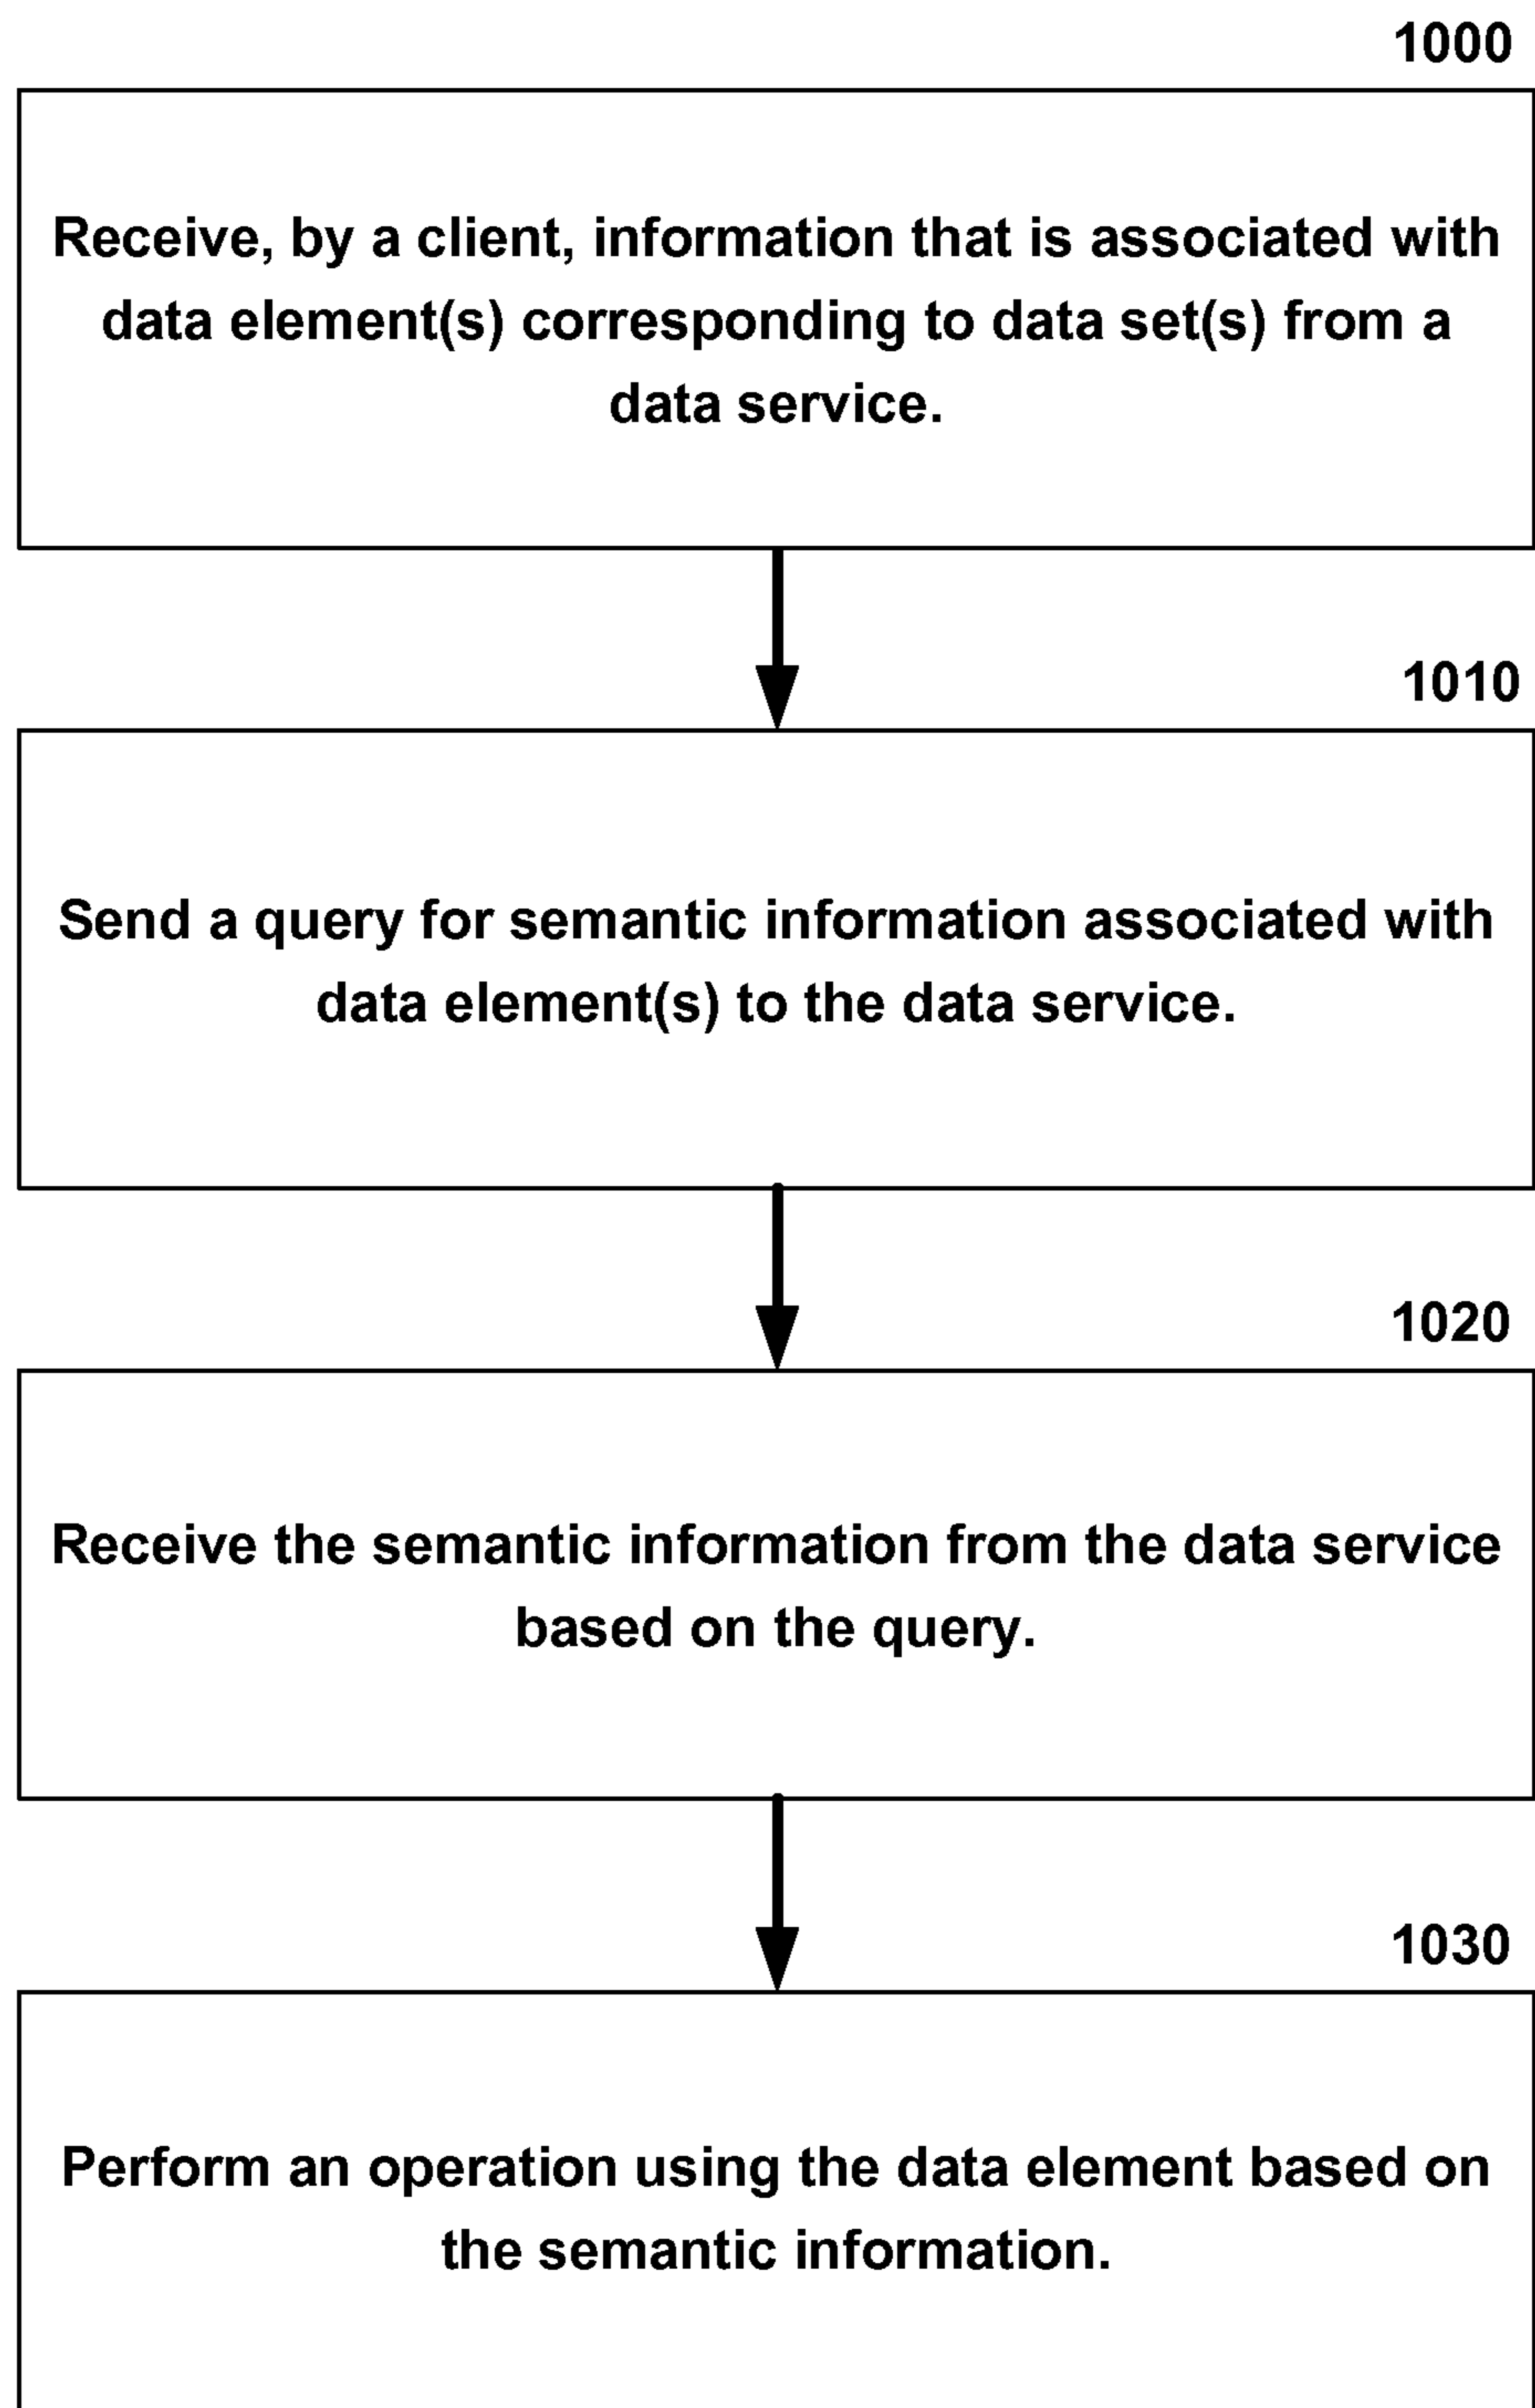 1000
Receive, by a client, information that is associated with
data element(s) corresponding to data set(s) from a
data service.
1010
Send a query for semantic information associated with
data element(s) to the data service.
1020
Receive the semantic information from the data service
based on the query.
1030
Perform an operation using the data element based on
the semantic information.